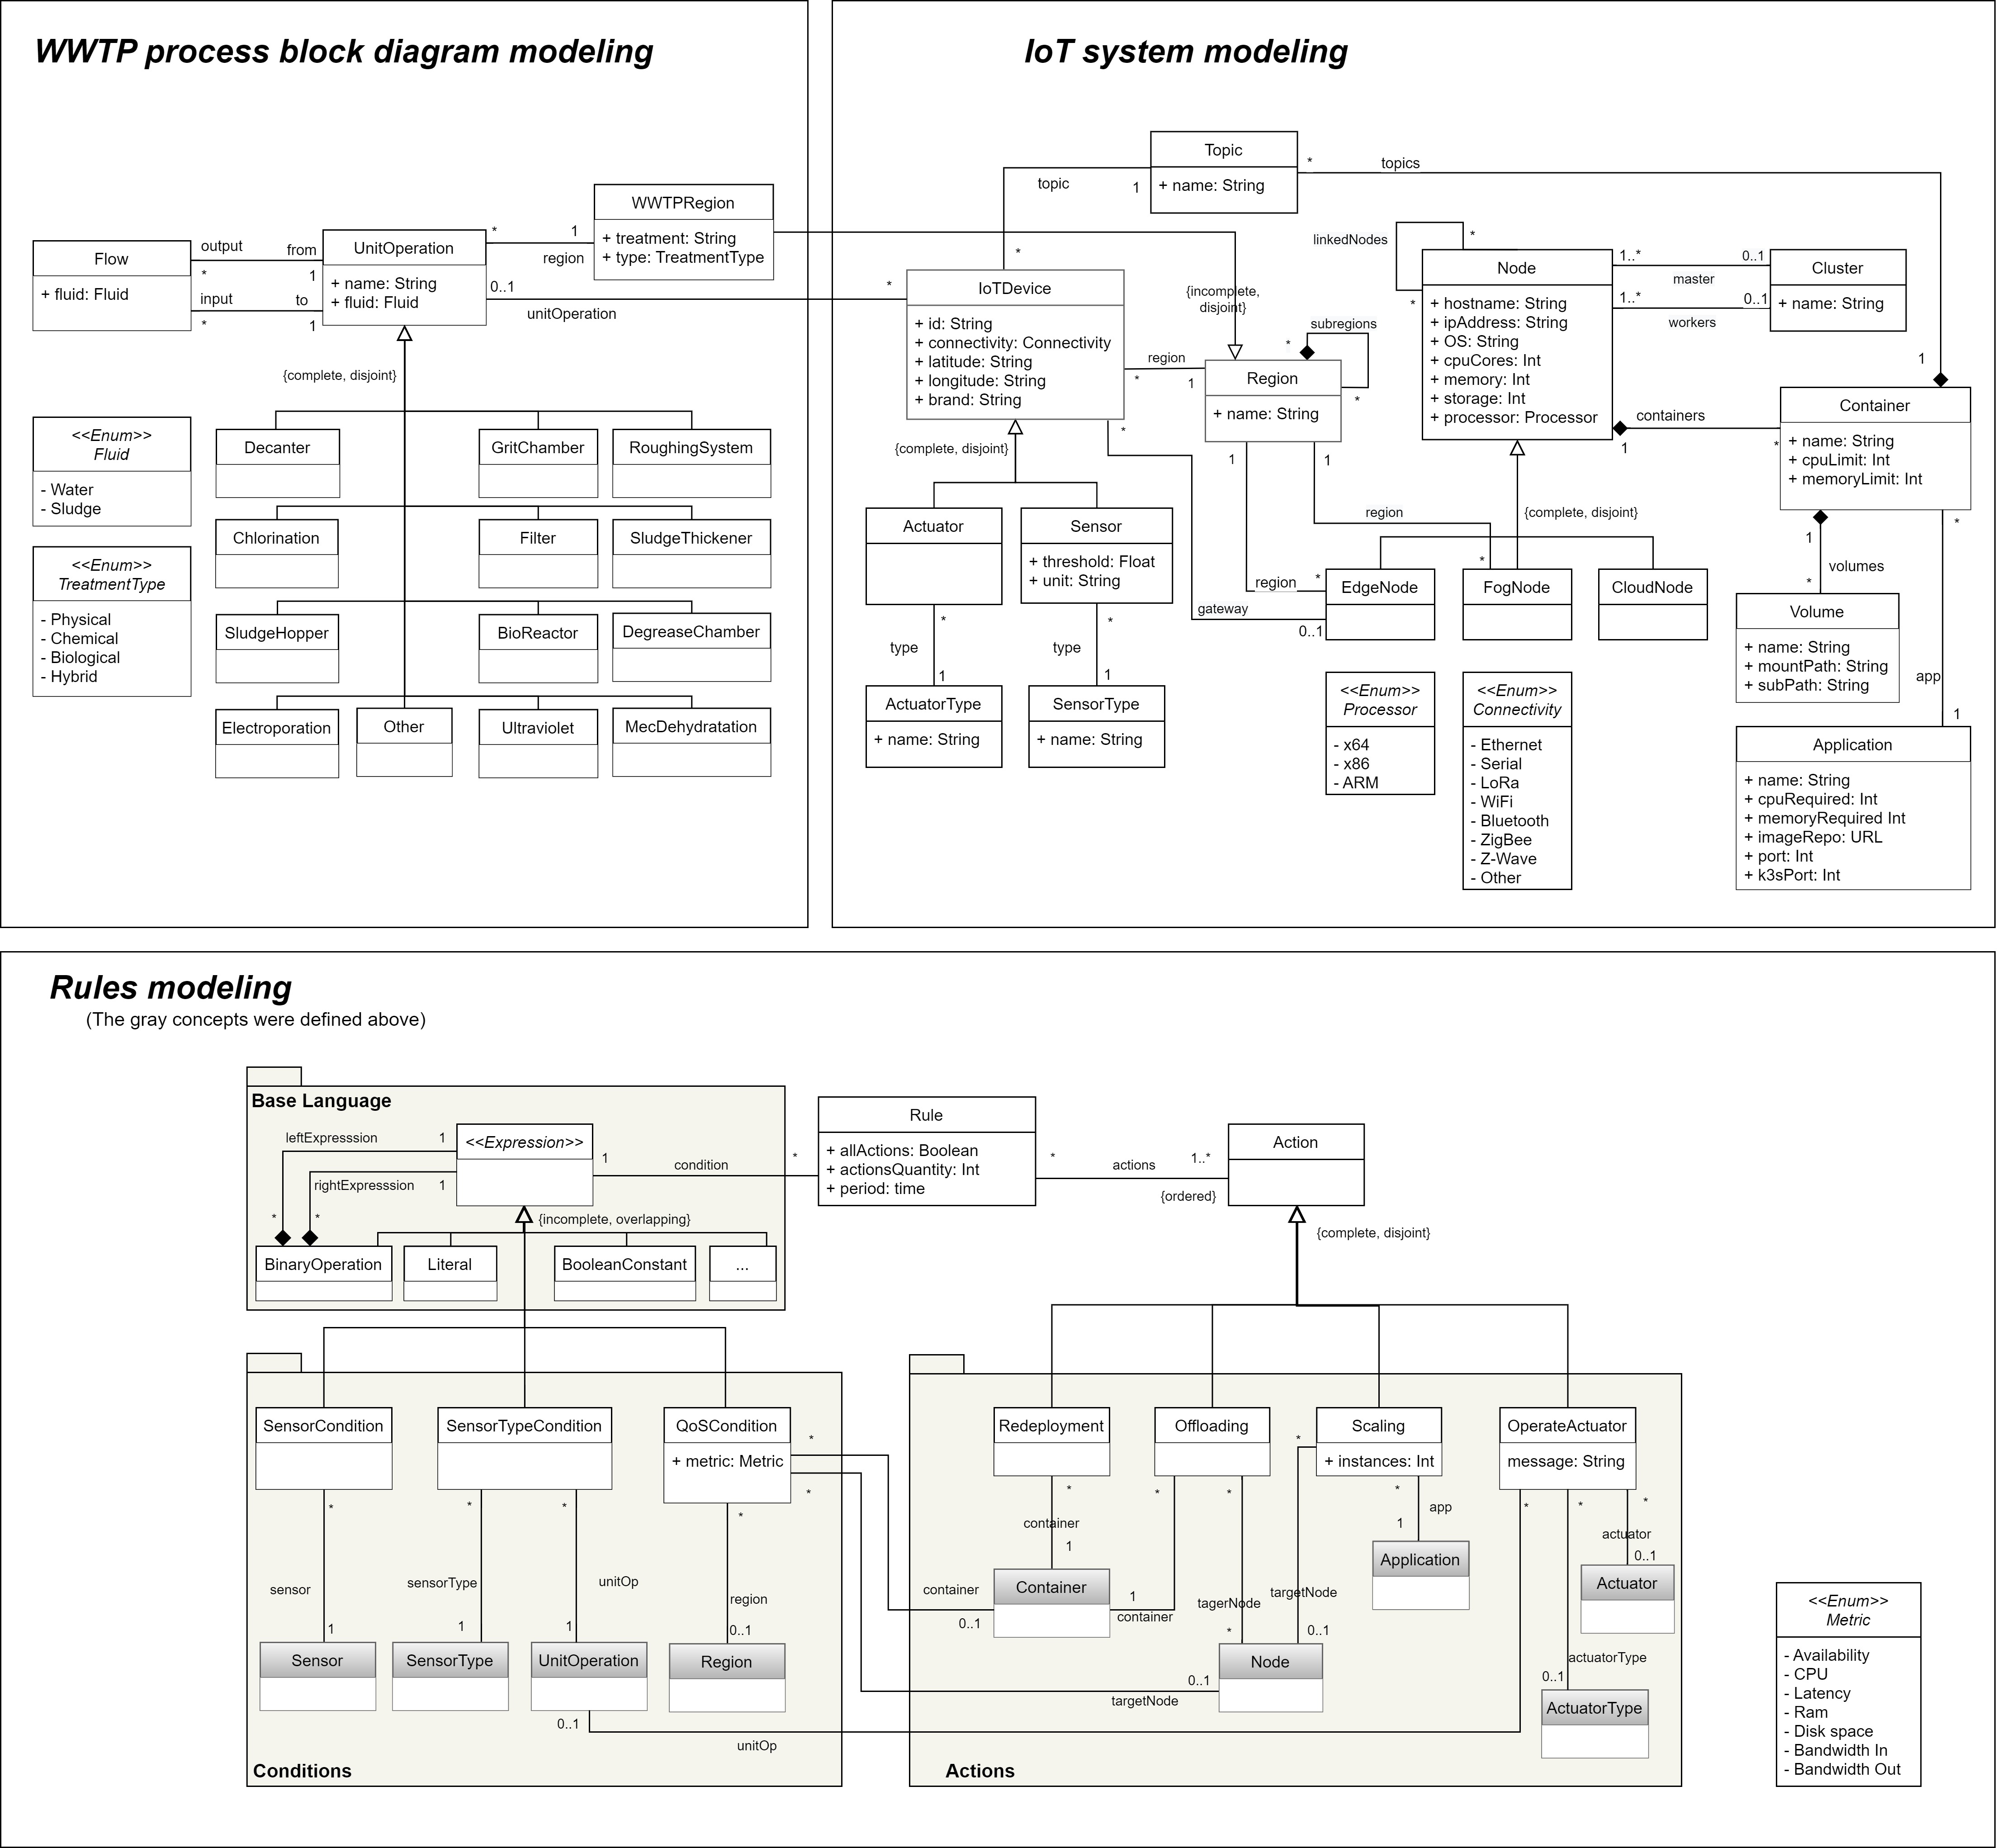 WWTP process block diagram modeling
Flow
+ fluid: Fluid
output
from
*
1
input
to
*
1
UnitOperation
+ name: String
+ fluid: Fluid
*
1
region
WWTPRegion
+ treatment: String
+ type: TreatmentType
0..1
unitOperation
*
{complete, disjoint}
<<Enum>>
Fluid
- Water
- Sludge
<<Enum>>
TreatmentType
- Physical
- Chemical
- Biological
- Hybrid
Decanter
GritChamber
RoughingSystem
Chlorination
Filter
SludgeThickener
SludgeHopper
BioReactor
DegreaseChamber
Electroporation
Other
Ultraviolet
MecDehydratation
IoT system modeling
Topic
+ name: String
topic
1
*
*
topics
1
IoTDevice
+ id: String
+ connectivity: Connectivity
+ latitude: String
+ longitude: String
+ brand: String
{incomplete,
disjoint}
subregions
*
*
region
*
1
Region
+ name: String
linkedNodes
*
*
Node
+ hostname: String
+ ipAddress: String
+ OS: String
+ cpuCores: Int
+ memory: Int
+ storage: Int
+ processor: Processor
1..*
0..1
master
1..*
0..1
workers
Cluster
+ name: String
containers
1
*
Container
+ name: String
+ cpuLimit: Int
+ memoryLimit: Int
{complete, disjoint}
*
1
1
region
{complete, disjoint}
*
region
*
gateway
0..1
Actuator
Sensor
+ threshold: Float
+ unit: String
*
type
1
*
type
1
ActuatorType
+ name: String
SensorType
+ name: String
EdgeNode
FogNode
CloudNode
<<Enum>>
Processor
- x64
- x86
- ARM
<<Enum>>
Connectivity
- Ethernet
- Serial
- LoRa
- WiFi
- Bluetooth
- ZigBee
- Z-Wave
- Other
1
volumes
*
Volume
+ name: String
+ mountPath: String
+ subPath: String
*
app
1
Application
+ name: String
+ cpuRequired: Int
+ memoryRequired Int
+ imageRepo: URL
+ port: Int
+ k3sPort: Int
Rules modeling
(The gray concepts were defined above)
Base Language
leftExpresssion
1
rightExpresssion
1
*
*
<<Expression>>
1
condition
*
{incomplete, overlapping}
BinaryOperation
Literal
BooleanConstant
...
Rule
+ allActions: Boolean
+ actionsQuantity: Int
+ period: time
*
actions
1..*
{ordered}
Action
{complete, disjoint}
SensorCondition
SensorTypeCondition
QoSCondition
+ metric: Metric
*
*
*
*
*
*
sensor
1
sensorType
1
unitOp
1
region
0..1
Sensor
SensorType
UnitOperation
Region
0..1
unitOp
Conditions
Redeployment
Offloading
Scaling
+ instances: Int
OperateActuator
message: String
*
container
1
*
*
*
*
app
1
*
*
*
actuator
0..1
container
0..1
Container
1
container
tagerNode
*
targetNode
0..1
Application
Actuator
Node
0..1
targetNode
actuatorType
0..1
ActuatorType
Actions
<<Enum>>
Metric
- Availability
- CPU
- Latency
- Ram
- Disk space
- Bandwidth In
- Bandwidth Out